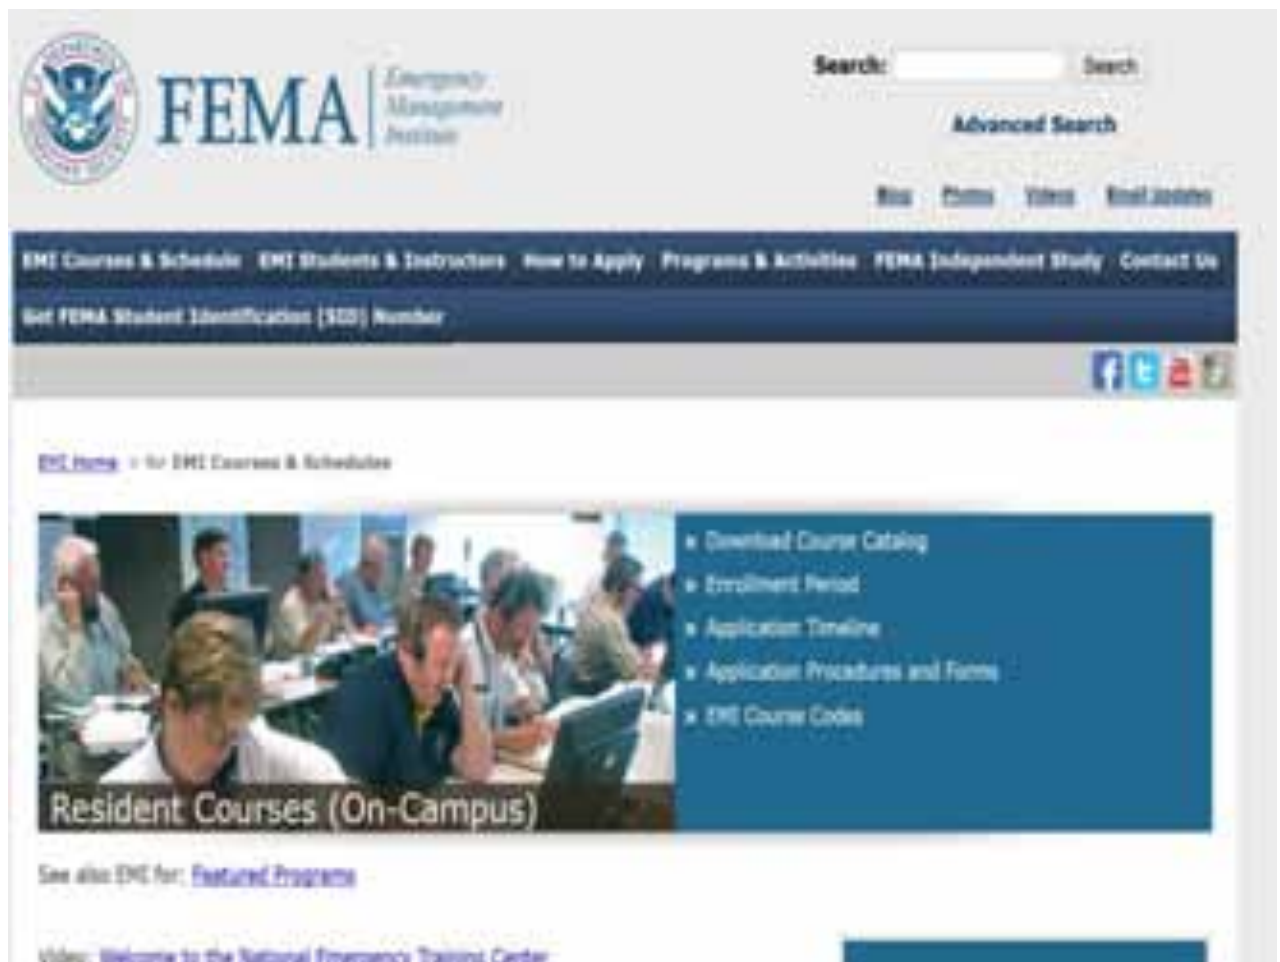 FEMA
Emergency
Management
Institute
Search: Search
Advanced Search
Blog Photos Videos Email Updates
EMI Courses & Schedule EMI Students & Instructors How to Apply Programs & Activities FEMA Independent Study Contact Us
Get FEMA Student Identification (SID) Number
EMI Home > for EMI Courses & Schedules
» Download Course Catalog
» Enrollment Period
» Application Timeline
» Application Procedures and Forms
» EMI Course Codes
Resident Courses (On-Campus)
See also EMI for: Featured Programs
Video: Welcome to the National Emergency Training Center